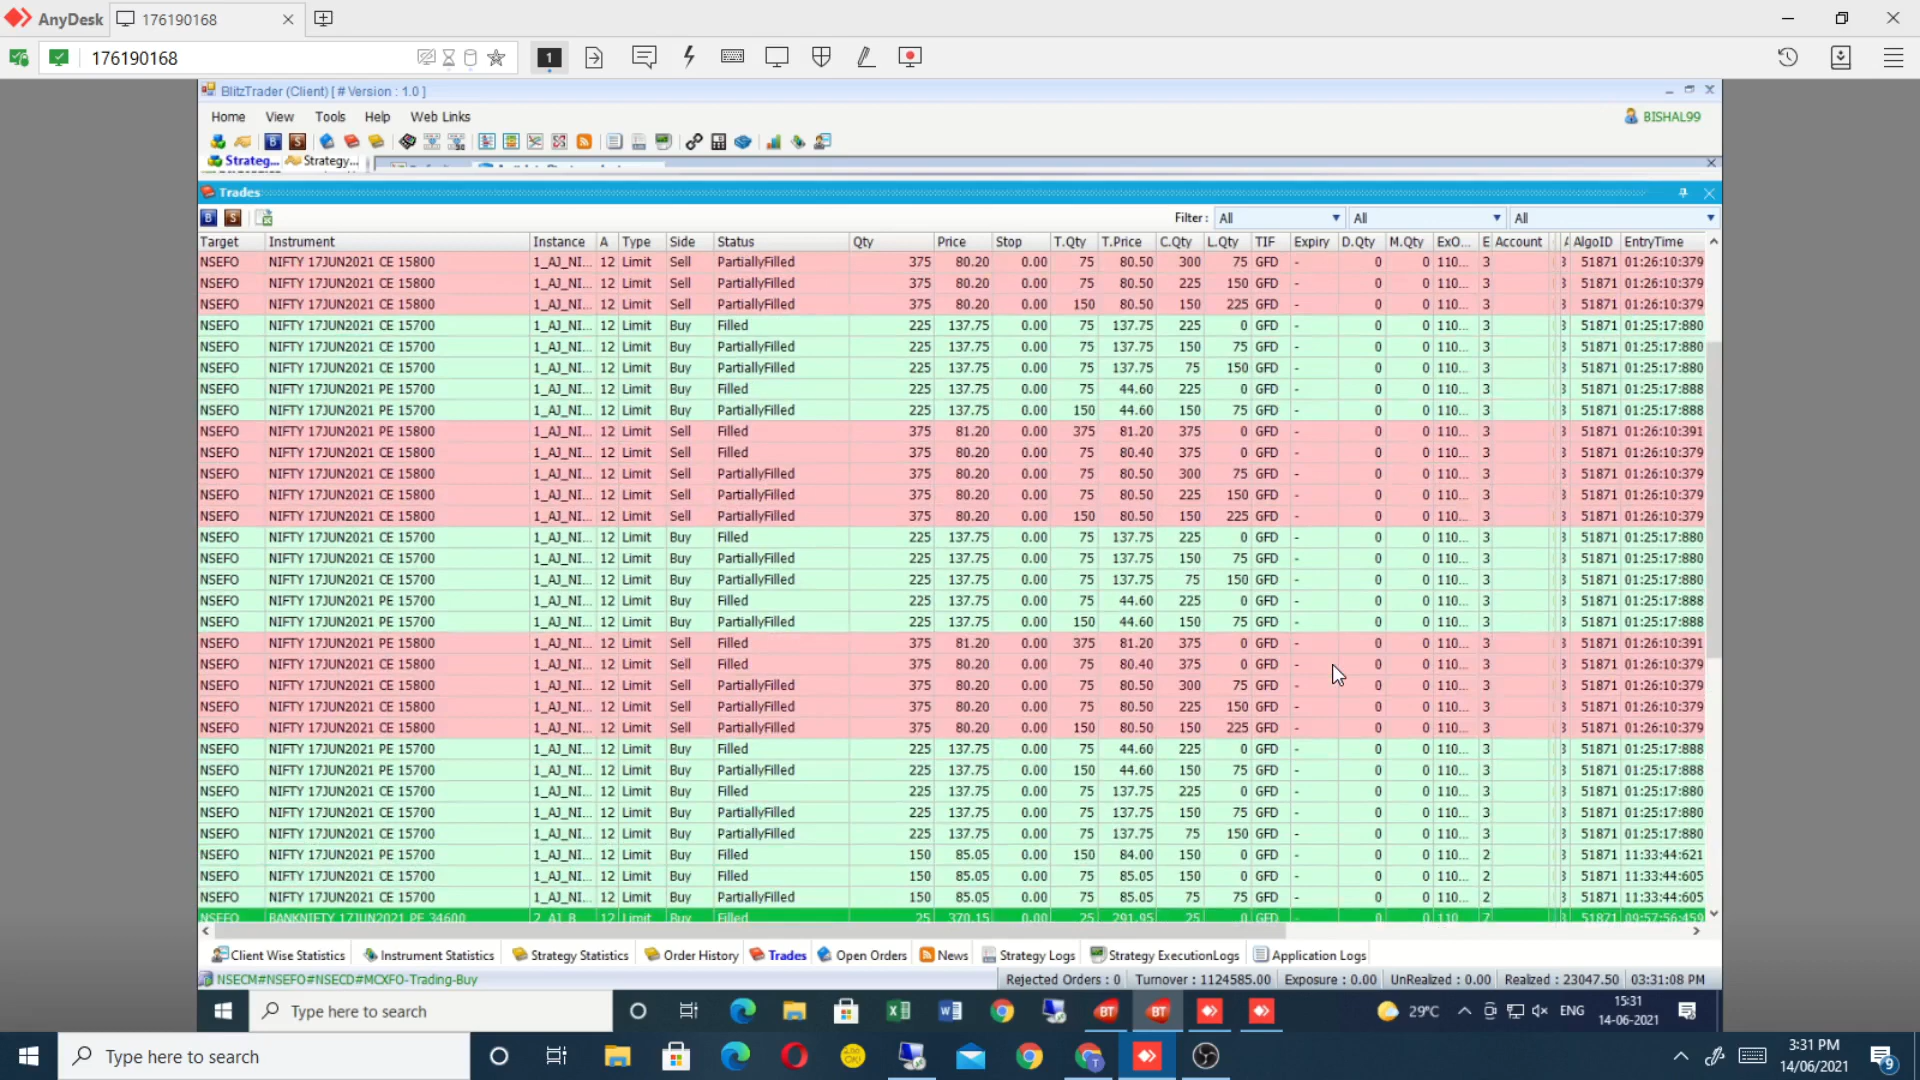 AnyDesk 176190168
176190168 1
BlitzTrader (Client) [ # Version : 1.0 ]
Home View Tools Help Web Links BISHAL99
Strateg... Strategy...
Trades
B S Filter : All All All
Target Instrument Instance A Type Side Status Qty Price Stop T.Qty T.Price C.Qty L.Qty TIF Expiry D.Qty M.Qty ExO... E Account AlgoID EntryTime
NSEFO NIFTY 17JUN2021 CE 15800 1_AJ_NI... 12 Limit Sell PartiallyFilled 375 80.20 0.00 75 80.50 300 75 GFD - 0 0 110... 3 51871 01:26:10:379
NSEFO NIFTY 17JUN2021 CE 15800 1_AJ_NI... 12 Limit Sell PartiallyFilled 375 80.20 0.00 75 80.50 225 150 GFD - 0 0 110... 3 51871 01:26:10:379
NSEFO NIFTY 17JUN2021 CE 15800 1_AJ_NI... 12 Limit Sell PartiallyFilled 375 80.20 0.00 150 80.50 150 225 GFD - 0 0 110... 3 51871 01:26:10:379
NSEFO NIFTY 17JUN2021 CE 15700 1_AJ_NI... 12 Limit Buy Filled 225 137.75 0.00 75 137.75 225 0 GFD - 0 0 110... 3 51871 01:25:17:880
NSEFO NIFTY 17JUN2021 CE 15700 1_AJ_NI... 12 Limit Buy PartiallyFilled 225 137.75 0.00 75 137.75 150 75 GFD - 0 0 110... 3 51871 01:25:17:880
NSEFO NIFTY 17JUN2021 CE 15700 1_AJ_NI... 12 Limit Buy PartiallyFilled 225 137.75 0.00 75 137.75 75 150 GFD - 0 0 110... 3 51871 01:25:17:880
NSEFO NIFTY 17JUN2021 PE 15700 1_AJ_NI... 12 Limit Buy Filled 225 137.75 0.00 75 44.60 225 0 GFD - 0 0 110... 3 51871 01:25:17:888
NSEFO NIFTY 17JUN2021 PE 15700 1_AJ_NI... 12 Limit Buy PartiallyFilled 225 137.75 0.00 150 44.60 150 75 GFD - 0 0 110... 3 51871 01:25:17:888
NSEFO NIFTY 17JUN2021 PE 15800 1_AJ_NI... 12 Limit Sell Filled 375 81.20 0.00 375 81.20 375 0 GFD - 0 0 110... 3 51871 01:26:10:391
NSEFO NIFTY 17JUN2021 CE 15800 1_AJ_NI... 12 Limit Sell Filled 375 80.20 0.00 75 80.40 375 0 GFD - 0 0 110... 3 51871 01:26:10:379
NSEFO NIFTY 17JUN2021 CE 15800 1_AJ_NI... 12 Limit Sell PartiallyFilled 375 80.20 0.00 75 80.50 300 75 GFD - 0 0 110... 3 51871 01:26:10:379
NSEFO NIFTY 17JUN2021 CE 15800 1_AJ_NI... 12 Limit Sell PartiallyFilled 375 80.20 0.00 75 80.50 225 150 GFD - 0 0 110... 3 51871 01:26:10:379
NSEFO NIFTY 17JUN2021 CE 15800 1_AJ_NI... 12 Limit Sell PartiallyFilled 375 80.20 0.00 150 80.50 150 225 GFD - 0 0 110... 3 51871 01:26:10:379
NSEFO NIFTY 17JUN2021 CE 15700 1_AJ_NI... 12 Limit Buy Filled 225 137.75 0.00 75 137.75 225 0 GFD - 0 0 110... 3 51871 01:25:17:880
NSEFO NIFTY 17JUN2021 CE 15700 1_AJ_NI... 12 Limit Buy PartiallyFilled 225 137.75 0.00 75 137.75 150 75 GFD - 0 0 110... 3 51871 01:25:17:880
NSEFO NIFTY 17JUN2021 CE 15700 1_AJ_NI... 12 Limit Buy PartiallyFilled 225 137.75 0.00 75 137.75 75 150 GFD - 0 0 110... 3 51871 01:25:17:880
NSEFO NIFTY 17JUN2021 PE 15700 1_AJ_NI... 12 Limit Buy Filled 225 137.75 0.00 75 44.60 225 0 GFD - 0 0 110... 3 51871 01:25:17:888
NSEFO NIFTY 17JUN2021 PE 15700 1_AJ_NI... 12 Limit Buy PartiallyFilled 225 137.75 0.00 150 44.60 150 75 GFD - 0 0 110... 3 51871 01:25:17:888
NSEFO NIFTY 17JUN2021 PE 15800 1_AJ_NI... 12 Limit Sell Filled 375 81.20 0.00 375 81.20 375 0 GFD - 0 0 110... 3 51871 01:26:10:391
NSEFO NIFTY 17JUN2021 CE 15800 1_AJ_NI... 12 Limit Sell Filled 375 80.20 0.00 75 80.40 375 0 GFD - 0 0 110... 3 51871 01:26:10:379
NSEFO NIFTY 17JUN2021 CE 15800 1_AJ_NI... 12 Limit Sell PartiallyFilled 375 80.20 0.00 75 80.50 300 75 GFD - 0 0 110... 3 51871 01:26:10:379
NSEFO NIFTY 17JUN2021 CE 15800 1_AJ_NI... 12 Limit Sell PartiallyFilled 375 80.20 0.00 75 80.50 225 150 GFD - 0 0 110... 3 51871 01:26:10:379
NSEFO NIFTY 17JUN2021 CE 15800 1_AJ_NI... 12 Limit Sell PartiallyFilled 375 80.20 0.00 150 80.50 150 225 GFD - 0 0 110... 3 51871 01:26:10:379
NSEFO NIFTY 17JUN2021 PE 15700 1_AJ_NI... 12 Limit Buy Filled 225 137.75 0.00 75 44.60 225 0 GFD - 0 0 110... 3 51871 01:25:17:888
NSEFO NIFTY 17JUN2021 PE 15700 1_AJ_NI... 12 Limit Buy PartiallyFilled 225 137.75 0.00 150 44.60 150 75 GFD - 0 0 110... 3 51871 01:25:17:888
NSEFO NIFTY 17JUN2021 CE 15700 1_AJ_NI... 12 Limit Buy Filled 225 137.75 0.00 75 137.75 225 0 GFD - 0 0 110... 3 51871 01:25:17:880
NSEFO NIFTY 17JUN2021 CE 15700 1_AJ_NI... 12 Limit Buy PartiallyFilled 225 137.75 0.00 75 137.75 150 75 GFD - 0 0 110... 3 51871 01:25:17:880
NSEFO NIFTY 17JUN2021 CE 15700 1_AJ_NI... 12 Limit Buy PartiallyFilled 225 137.75 0.00 75 137.75 75 150 GFD - 0 0 110... 3 51871 01:25:17:880
NSEFO NIFTY 17JUN2021 PE 15700 1_AJ_NI... 12 Limit Buy Filled 150 85.05 0.00 150 84.00 150 0 GFD - 0 0 110... 2 51871 11:33:44:621
NSEFO NIFTY 17JUN2021 CE 15700 1_AJ_NI... 12 Limit Buy Filled 150 85.05 0.00 75 85.05 150 0 GFD - 0 0 110... 2 51871 11:33:44:605
NSEFO NIFTY 17JUN2021 CE 15700 1_AJ_NI... 12 Limit Buy PartiallyFilled 150 85.05 0.00 75 85.05 75 75 GFD - 0 0 110... 2 51871 11:33:44:605
NSEFO BANKNIFTY 17JUN2021 PE 34600 2_AJ_B... 12 Limit Buy Filled 25 370.15 0.00 25 291.95 25 0 GFD - 0 0 110... 7 51871 09:57:56:459
Client Wise Statistics Instrument Statistics Strategy Statistics Order History Trades Open Orders News Strategy Logs Strategy ExecutionLogs Application Logs
NSECM#NSEFO#NSECD#MCXFO-Trading-Buy Rejected Orders : 0 Turnover : 1124585.00 Exposure : 0.00 UnRealized : 0.00 Realized : 23047.50 03:31:08 PM
Type here to search 29°C ENG 15:31
14-06-2021
Type here to search 3:31 PM
14/06/2021 9